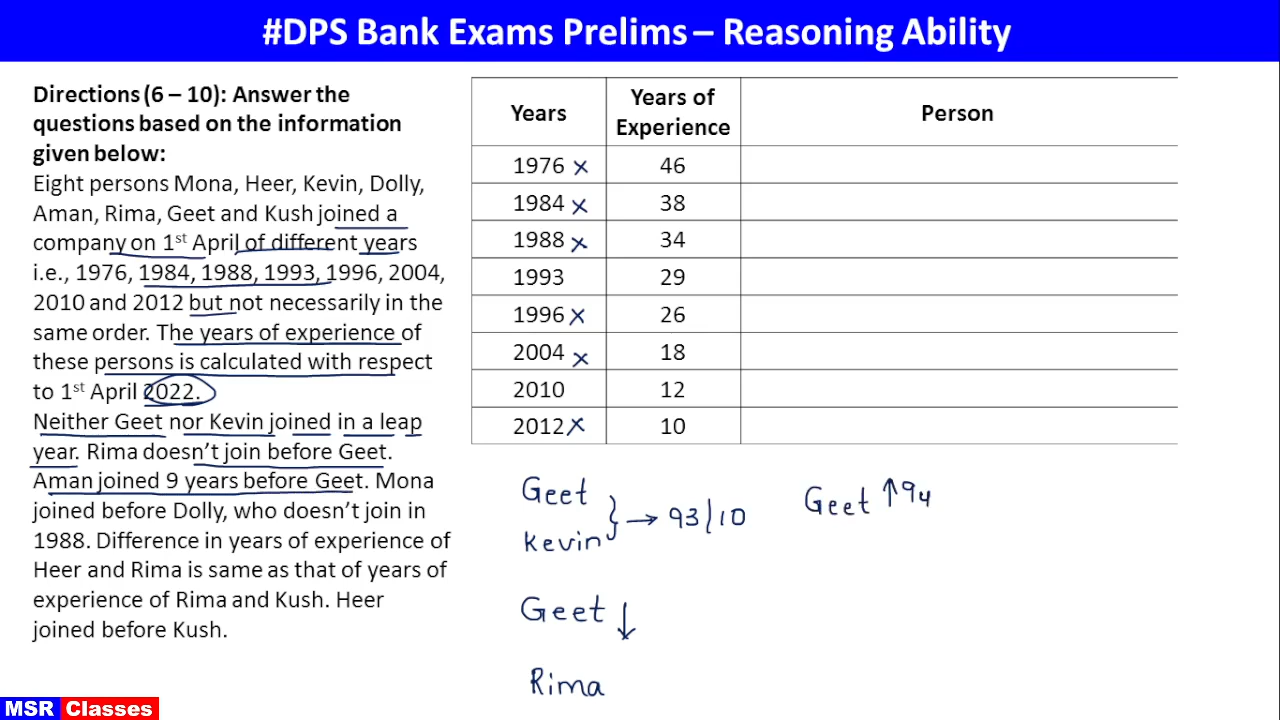 #DPS Bank Exams Prelims – Reasoning Ability
Directions (6 – 10): Answer the
questions based on the information
given below:
Eight persons Mona, Heer, Kevin, Dolly,
Aman, Rima, Geet and Kush joined a
company on 1st April of different years
i.e., 1976, 1984, 1988, 1993, 1996, 2004,
2010 and 2012 but not necessarily in the
same order. The years of experience of
these persons is calculated with respect
to 1st April 2022.
Neither Geet nor Kevin joined in a leap
year. Rima doesn't join before Geet.
Aman joined 9 years before Geet. Mona
joined before Dolly, who doesn't join in
1988. Difference in years of experience of
Heer and Rima is same as that of years of
experience of Rima and Kush. Heer
joined before Kush.
Years Years of Experience Person
1976 × 46
1984 × 38
1988 × 34
1993 29
1996 × 26
2004 × 18
2010 12
2012 × 10
Geet
Kevin } → 93/10
Geet ↑ 9y
Geet ↓
Rima
MSR Classes